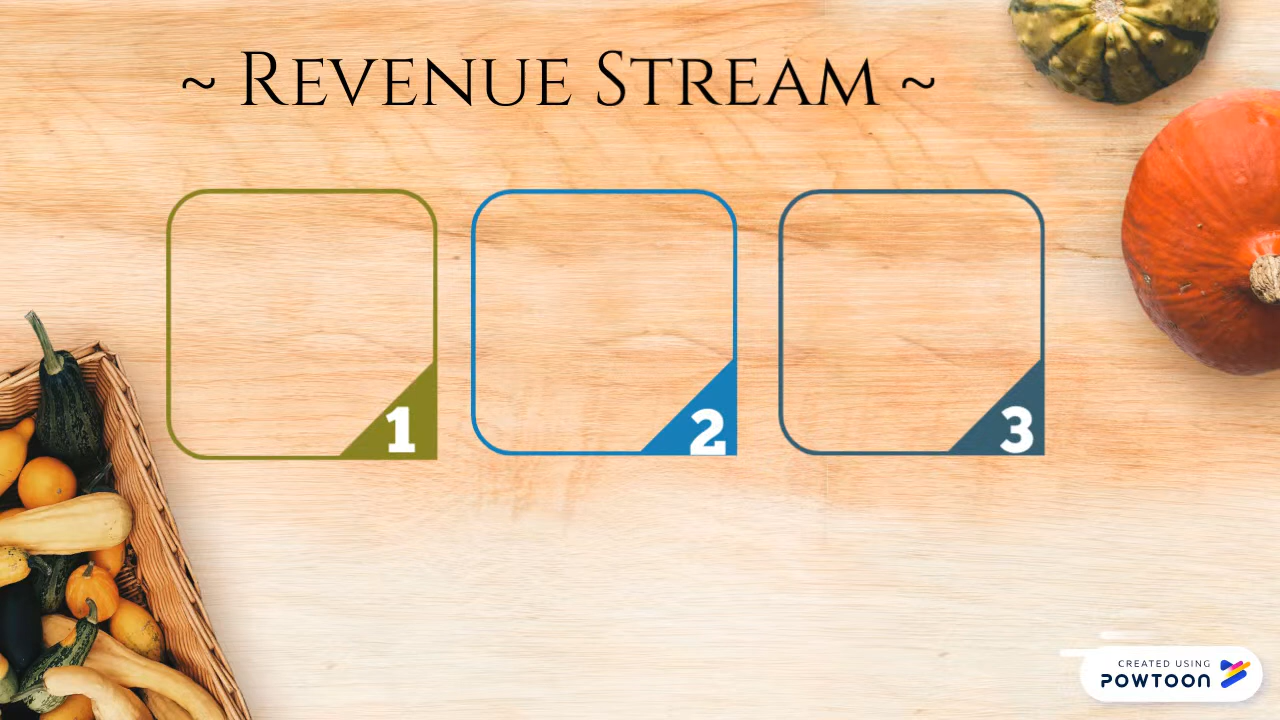 ~ Revenue Stream ~
1
2
3
CREATED USING
POWTOON